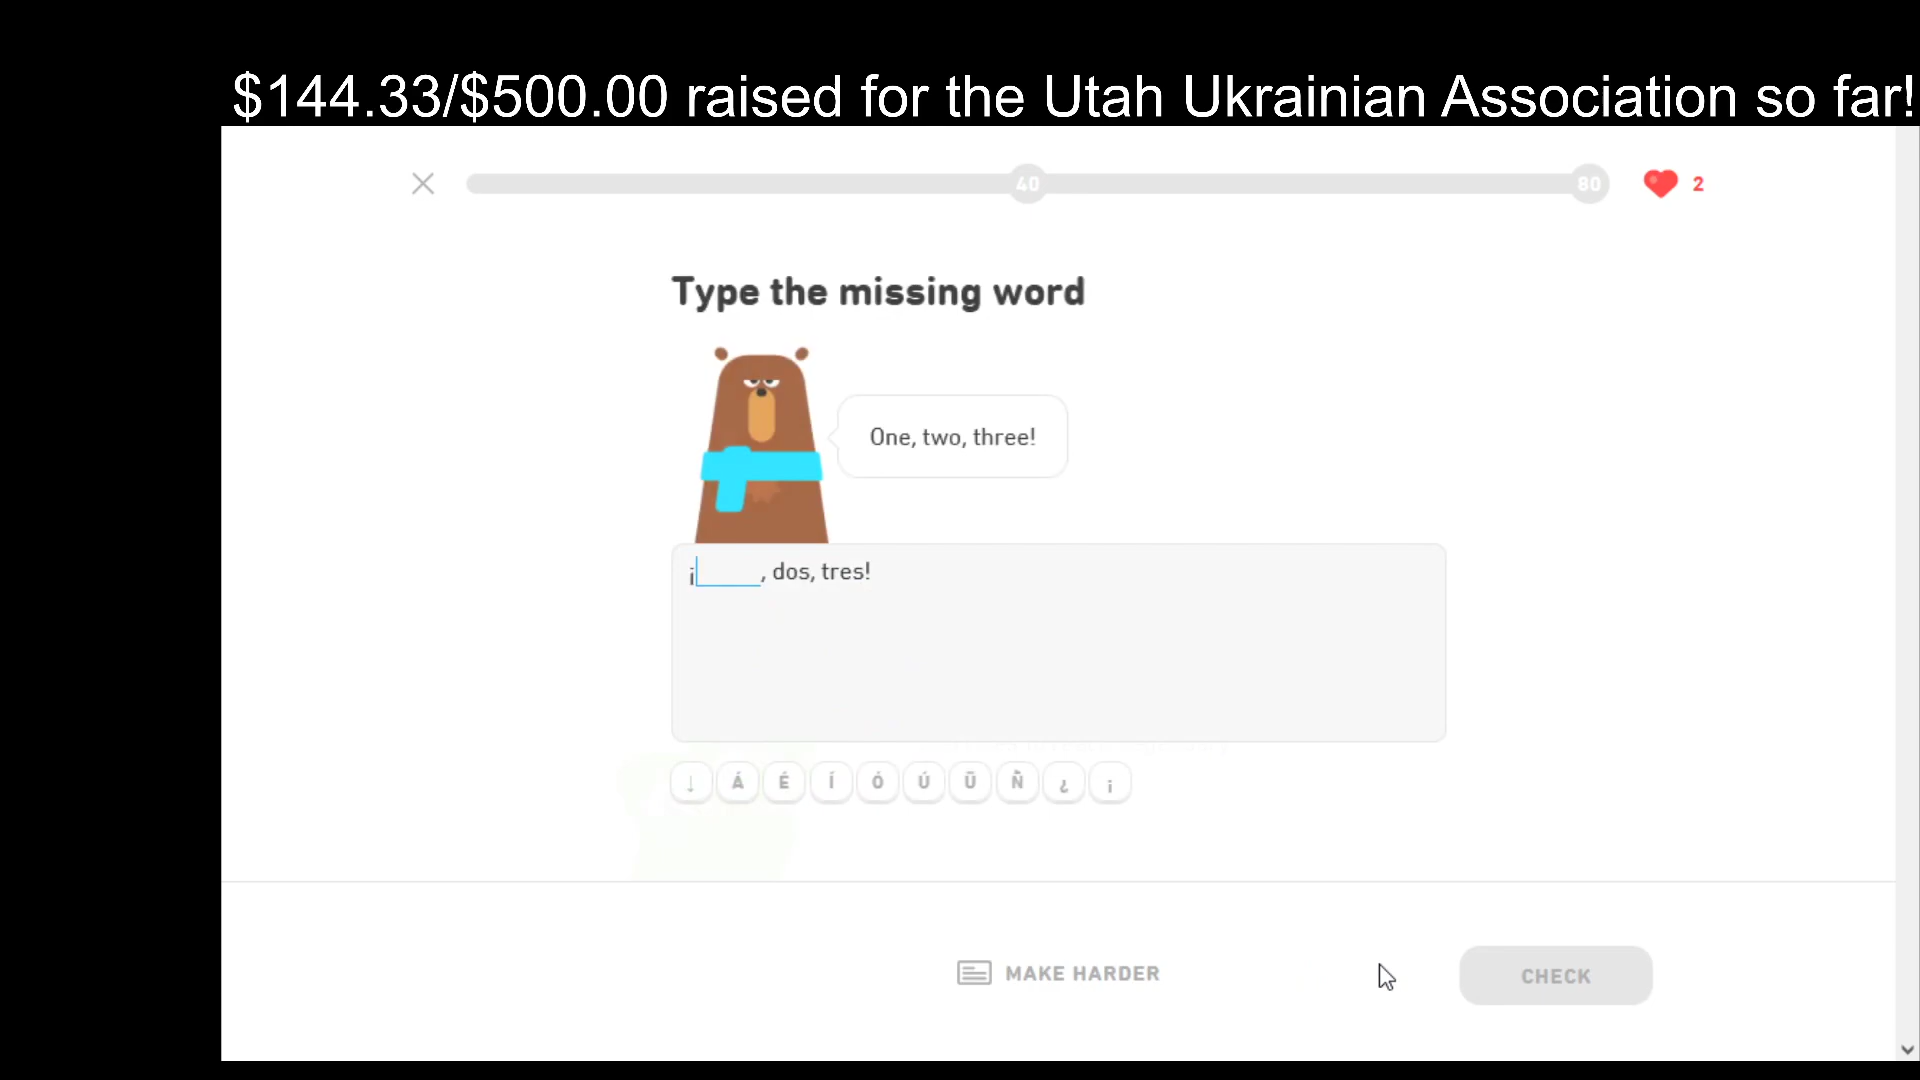 $144.33/$500.00 raised for the Utah Ukrainian Association so far!
40 80 2
Type the missing word
One, two, three!
¡_____, dos, tres!
↓ Á É Í Ó Ú Ü Ñ ¿ ¡
MAKE HARDER CHECK